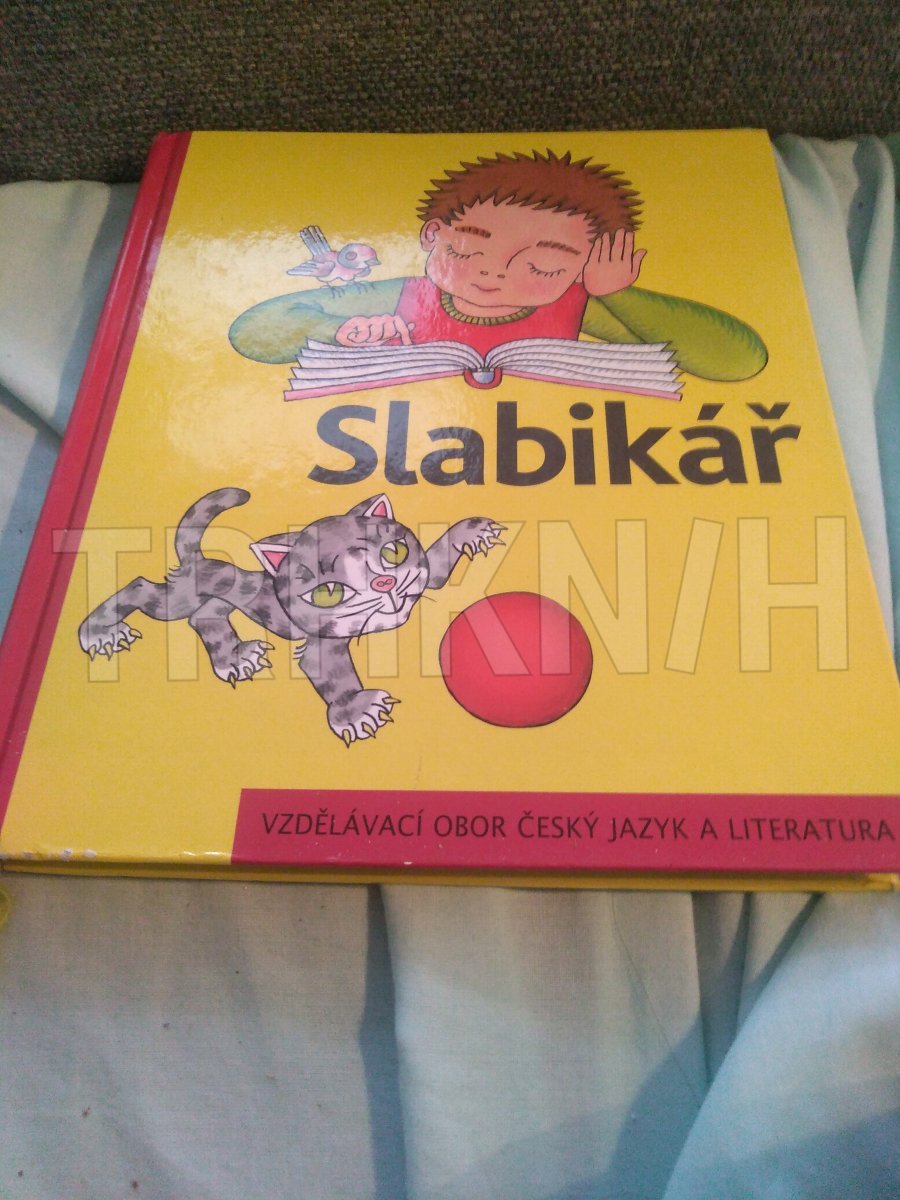 Slabikář
TRHKNIH
VZDĚLÁVACÍ OBOR ČESKÝ JAZYK A LITERATURA